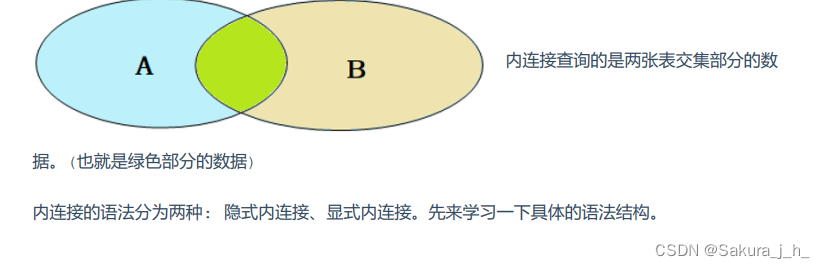 A
B
内连接查询的是两张表交集部分的数
据。(也就是绿色部分的数据)
内连接的语法分为两种: 隐式内连接、显式内连接。先来学习一下具体的语法结构。
CSDN @Sakura_j_h_